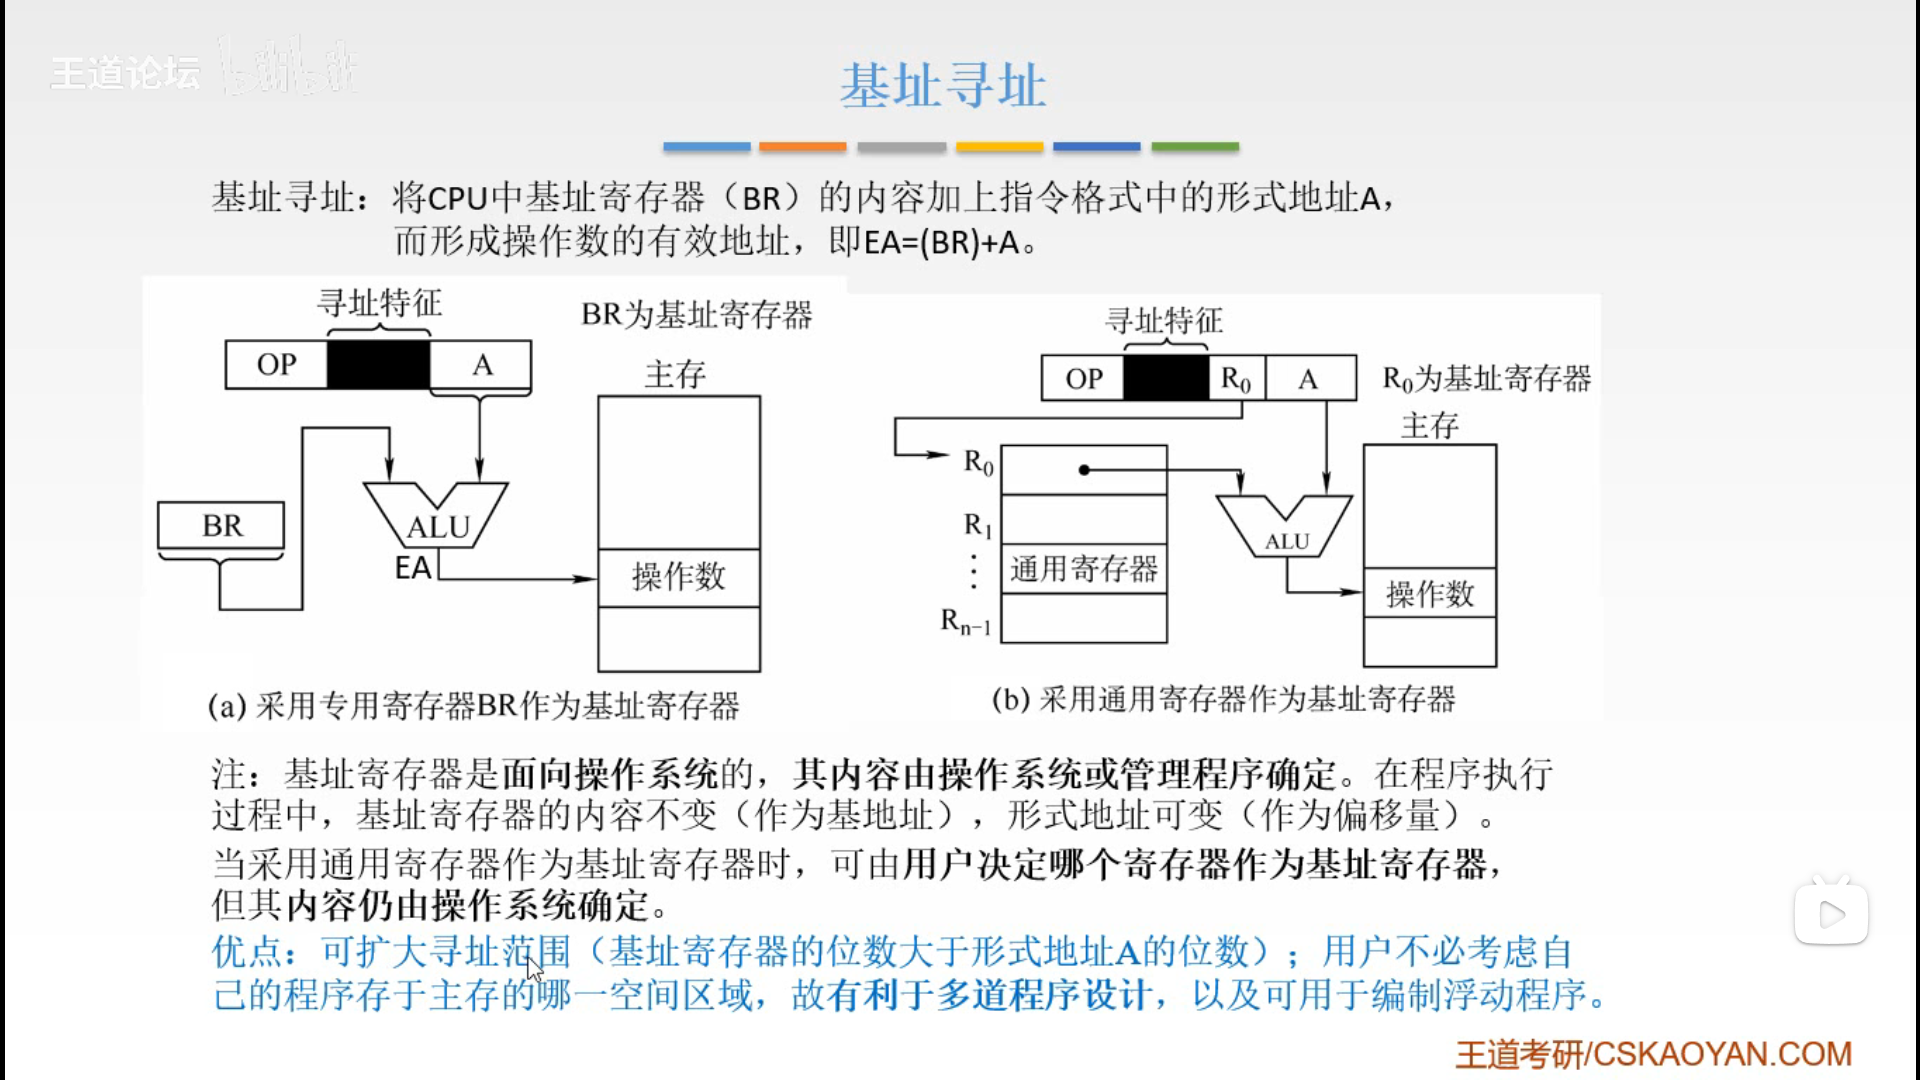 王道论坛 bilibili
基址寻址
基址寻址：将CPU中基址寄存器（BR）的内容加上指令格式中的形式地址A，
而形成操作数的有效地址，即EA=(BR)+A。
寻址特征
BR为基址寄存器
OP
A
主存
BR
ALU
EA
操作数
(a) 采用专用寄存器BR作为基址寄存器
寻址特征
OP
R0
A
R0为基址寄存器
主存
R0
R1
⋮
通用寄存器
Rn-1
ALU
操作数
(b) 采用通用寄存器作为基址寄存器
注：基址寄存器是面向操作系统的，其内容由操作系统或管理程序确定。在程序执行
过程中，基址寄存器的内容不变（作为基地址），形式地址可变（作为偏移量）。
当采用通用寄存器作为基址寄存器时，可由用户决定哪个寄存器作为基址寄存器，
但其内容仍由操作系统确定。
优点：可扩大寻址范围（基址寄存器的位数大于形式地址A的位数）；用户不必考虑自
己的程序存于主存的哪一空间区域，故有利于多道程序设计，以及可用于编制浮动程序。
王道考研/CSKAOYAN.COM